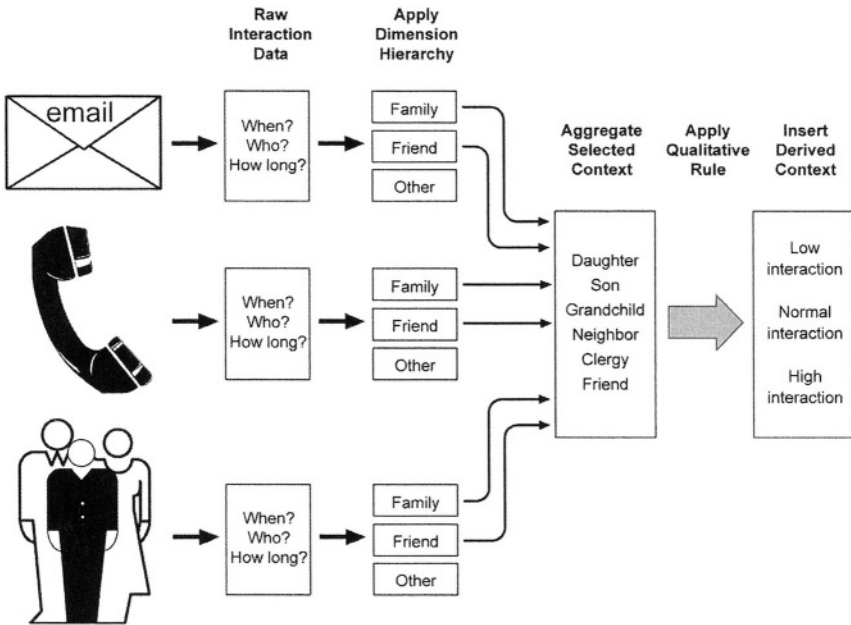 Raw
Interaction
Data
Apply
Dimension
Hierarchy
email
When?
Who?
How long?
Family
Friend
Other
Aggregate
Selected
Context
Apply
Qualitative
Rule
Insert
Derived
Context
When?
Who?
How long?
Family
Friend
Other
Daughter
Son
Grandchild
Neighbor
Clergy
Friend
Low
interaction
Normal
interaction
High
interaction
When?
Who?
How long?
Family
Friend
Other